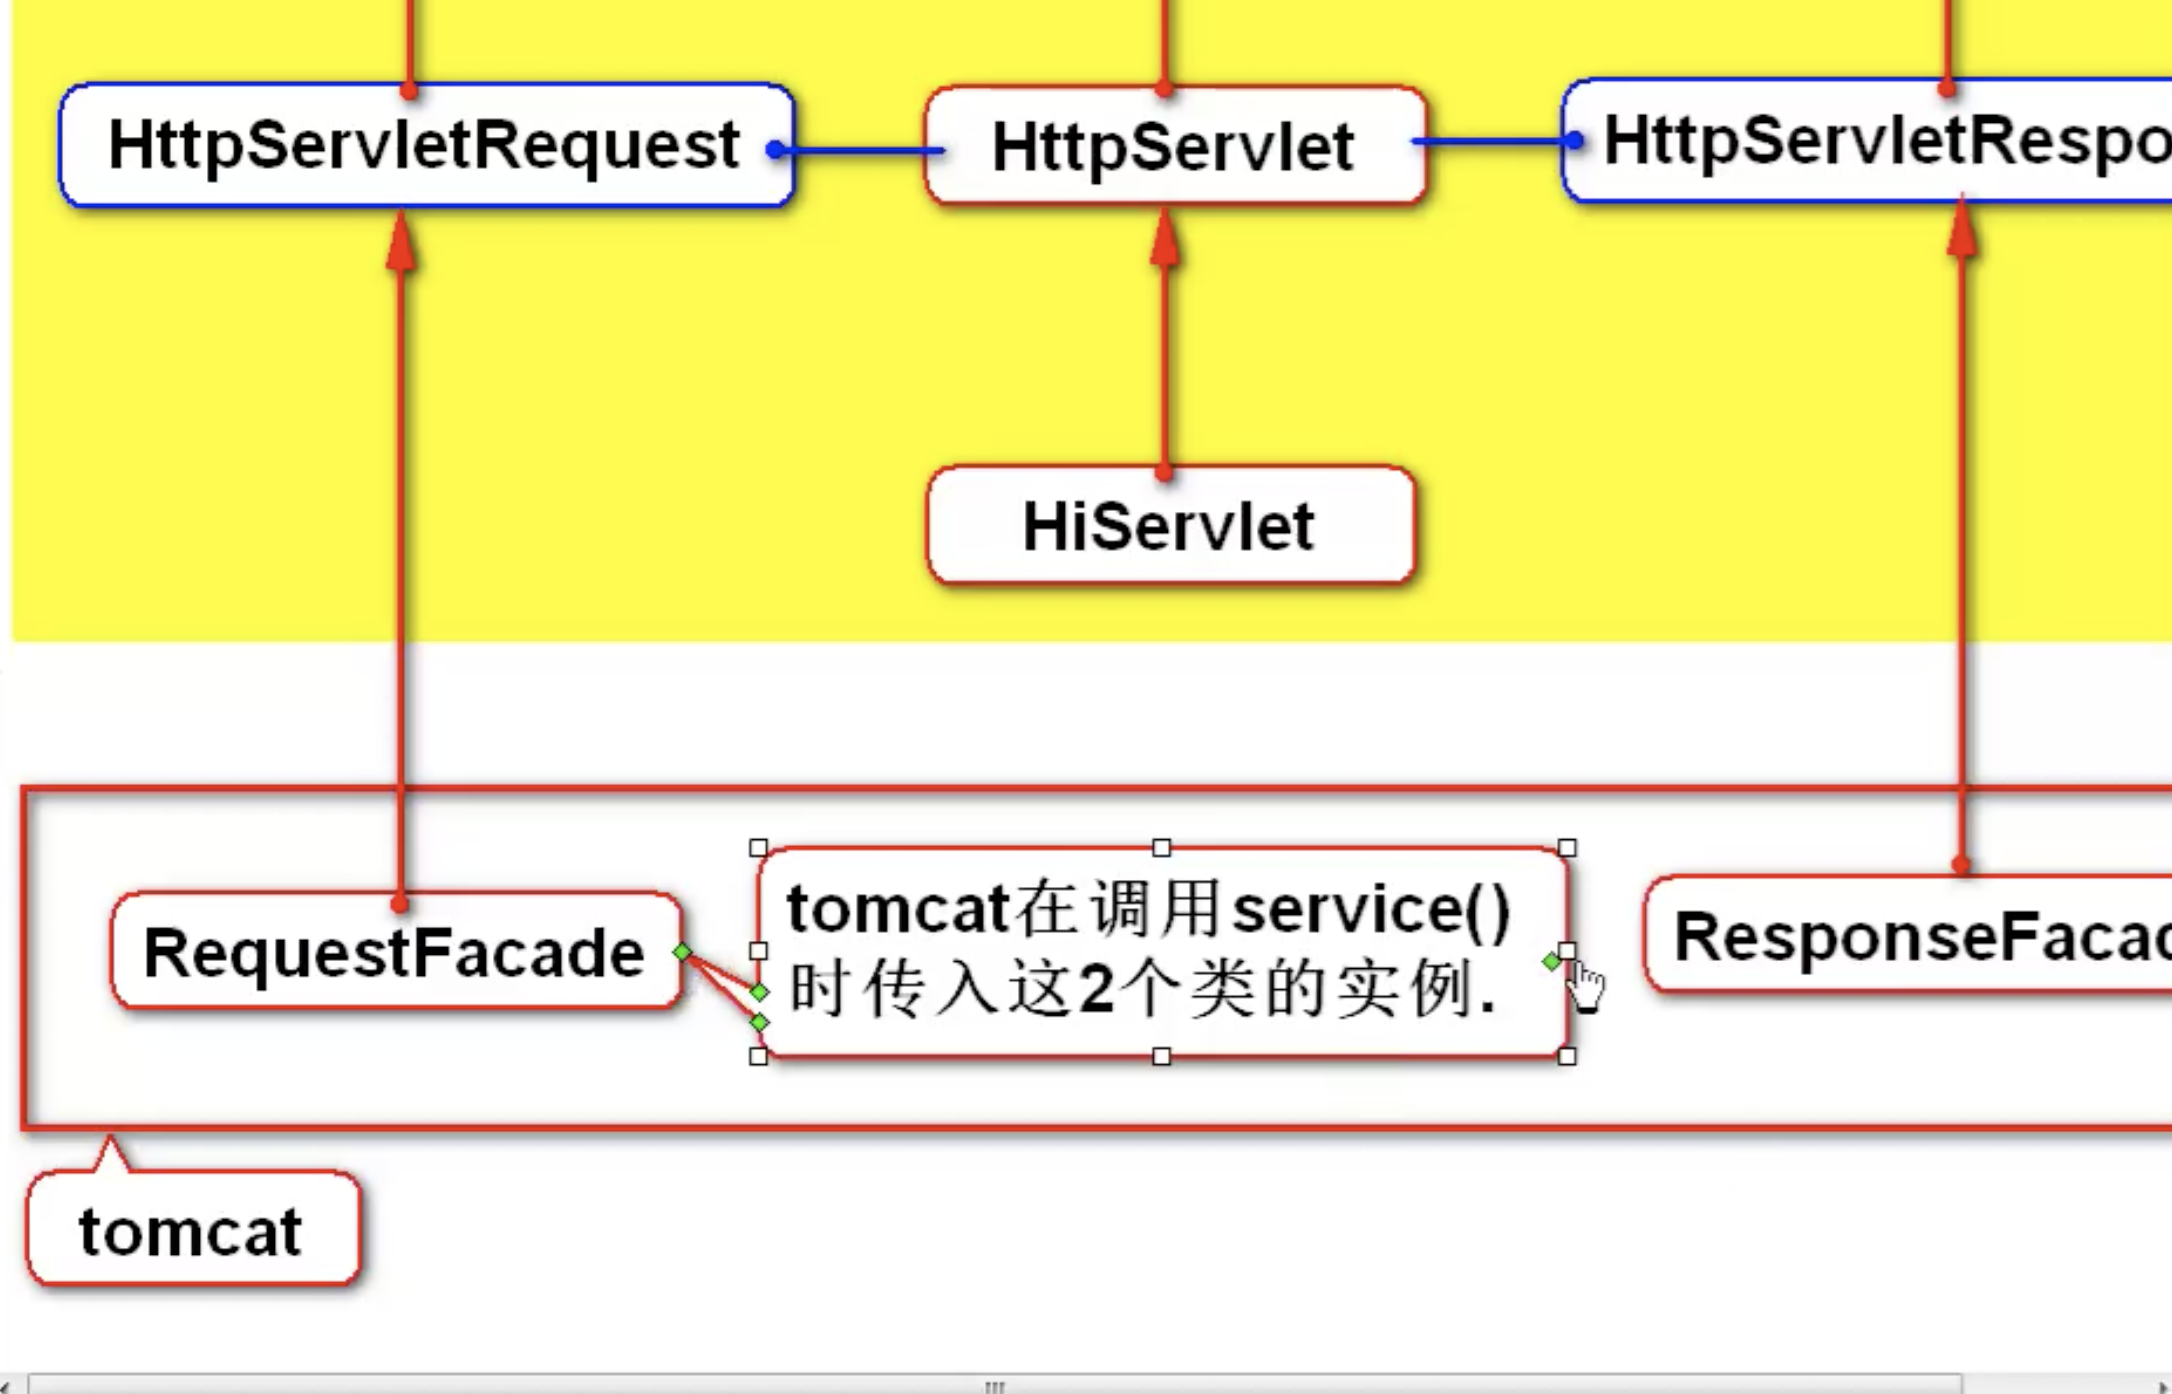 HttpServletRequest
HttpServlet
HttpServletRespo
HiServlet
RequestFacade
tomcat在调用service()
时传入这2个类的实例.
ResponseFacad
tomcat